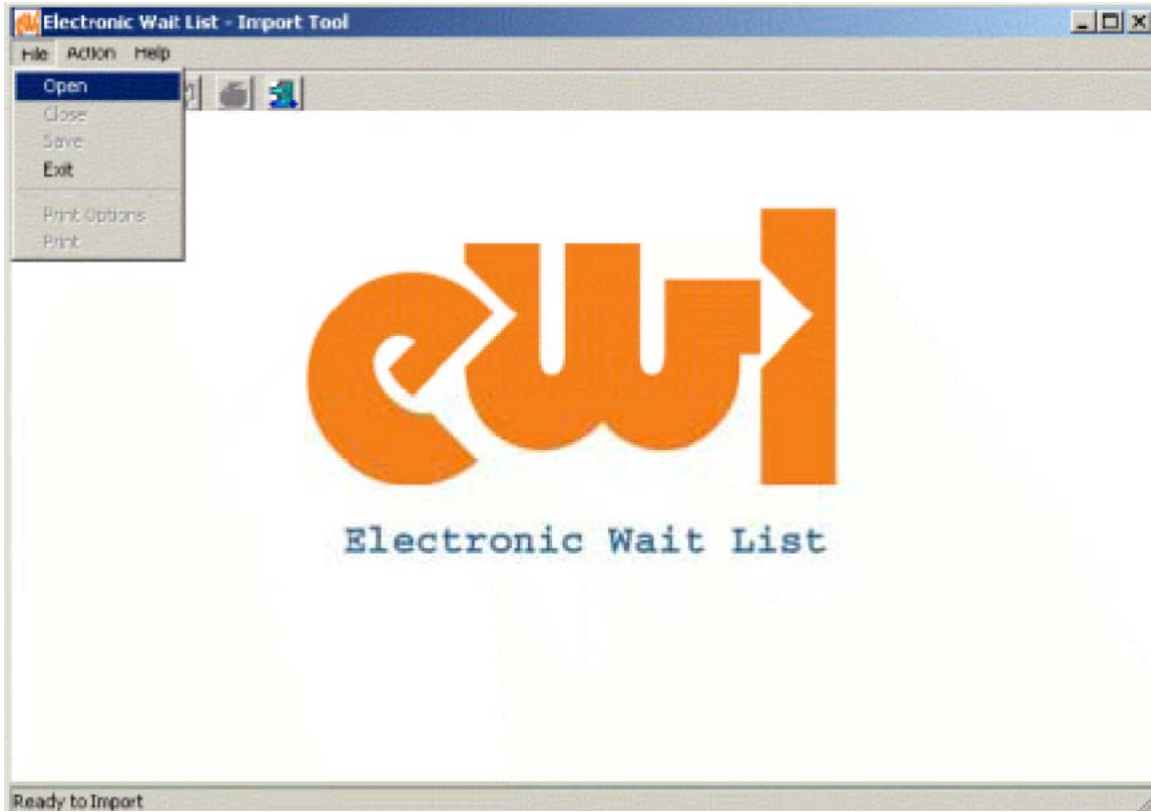 Electronic Wait List - Import Tool
File Action Help
Open
Close
Save
Exit
Print Options
Print
ewl
Electronic Wait List
Ready to Import